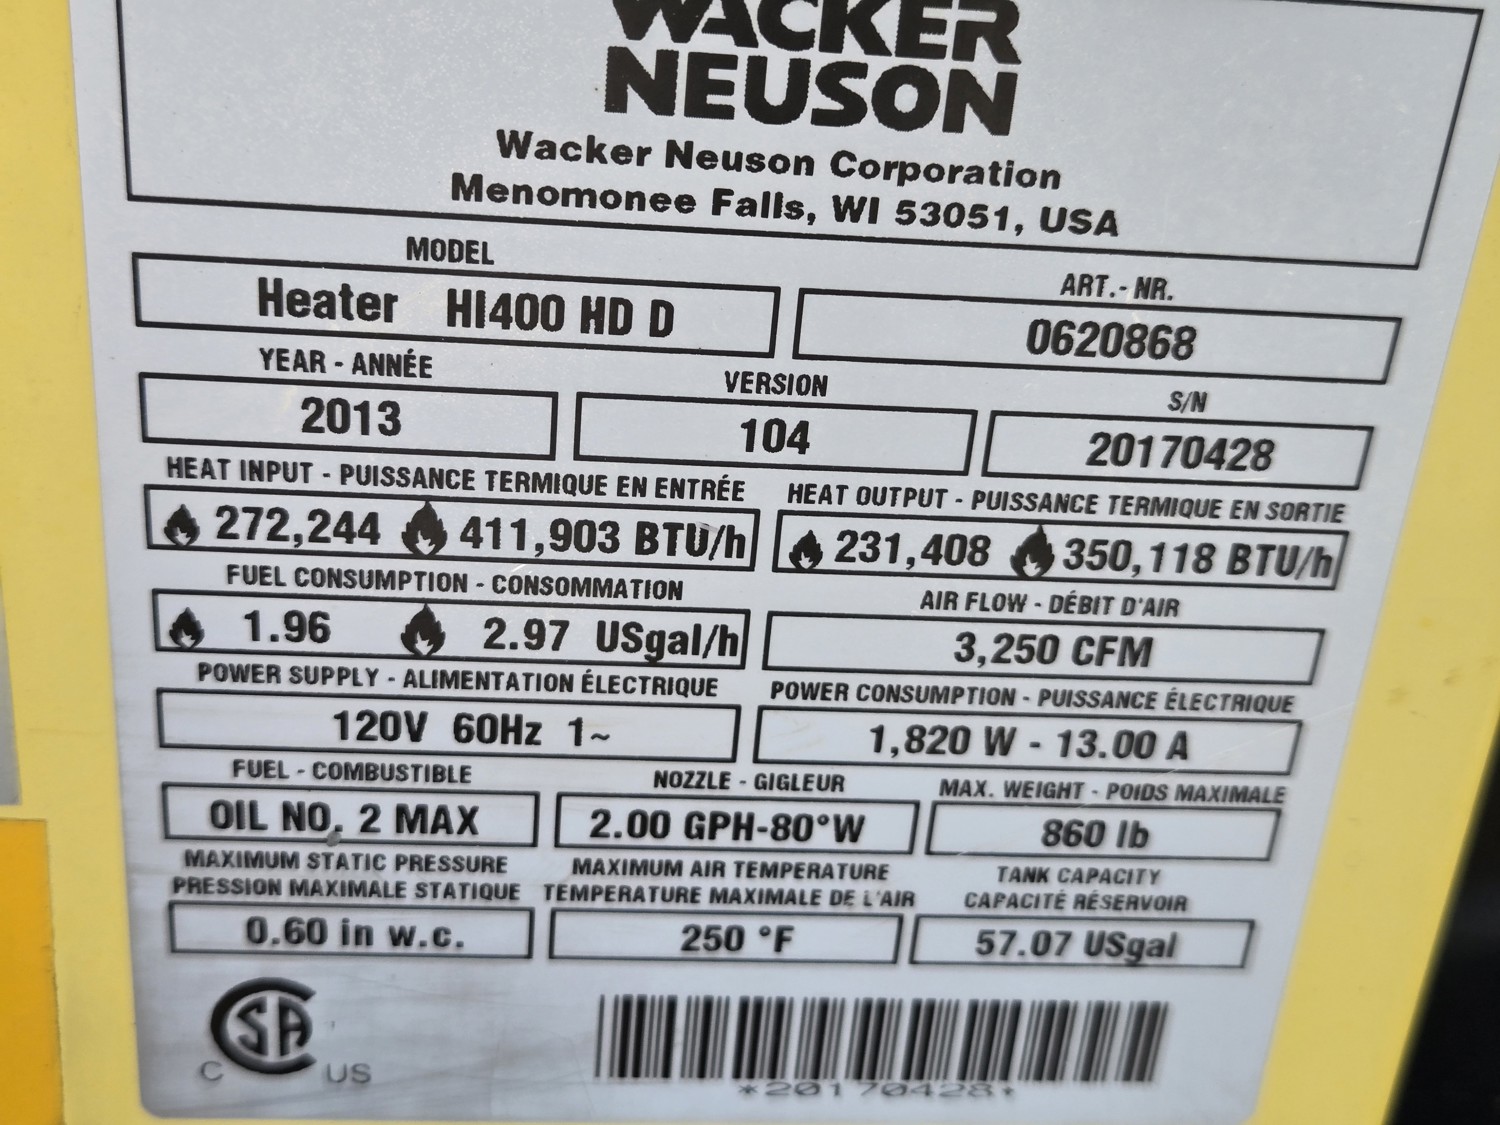 WACKER
NEUSON
Wacker Neuson Corporation
Menomonee Falls, WI 53051, USA
MODEL
Heater HI400 HD D
ART.- NR.
0620868
YEAR - ANNÉE
2013
VERSION
104
S/N
20170428
HEAT INPUT - PUISSANCE TERMIQUE EN ENTRÉE
272,244 411,903 BTU/h
HEAT OUTPUT - PUISSANCE TERMIQUE EN SORTIE
231,408 350,118 BTU/h
FUEL CONSUMPTION - CONSOMMATION
1.96 2.97 USgal/h
AIR FLOW - DÉBIT D'AIR
3,250 CFM
POWER SUPPLY - ALIMENTATION ÉLECTRIQUE
120V 60Hz 1~
POWER CONSUMPTION - PUISSANCE ÉLECTRIQUE
1,820 W - 13.00 A
FUEL - COMBUSTIBLE
OIL NO. 2 MAX
NOZZLE - GIGLEUR
2.00 GPH-80°W
MAX. WEIGHT - POIDS MAXIMALE
860 lb
MAXIMUM STATIC PRESSURE
PRESSION MAXIMALE STATIQUE
0.60 in w.c.
MAXIMUM AIR TEMPERATURE
TEMPERATURE MAXIMALE DE L'AIR
250 °F
TANK CAPACITY
CAPACITÉ RÉSERVOIR
57.07 USgal
CSA
C US
*20170428*